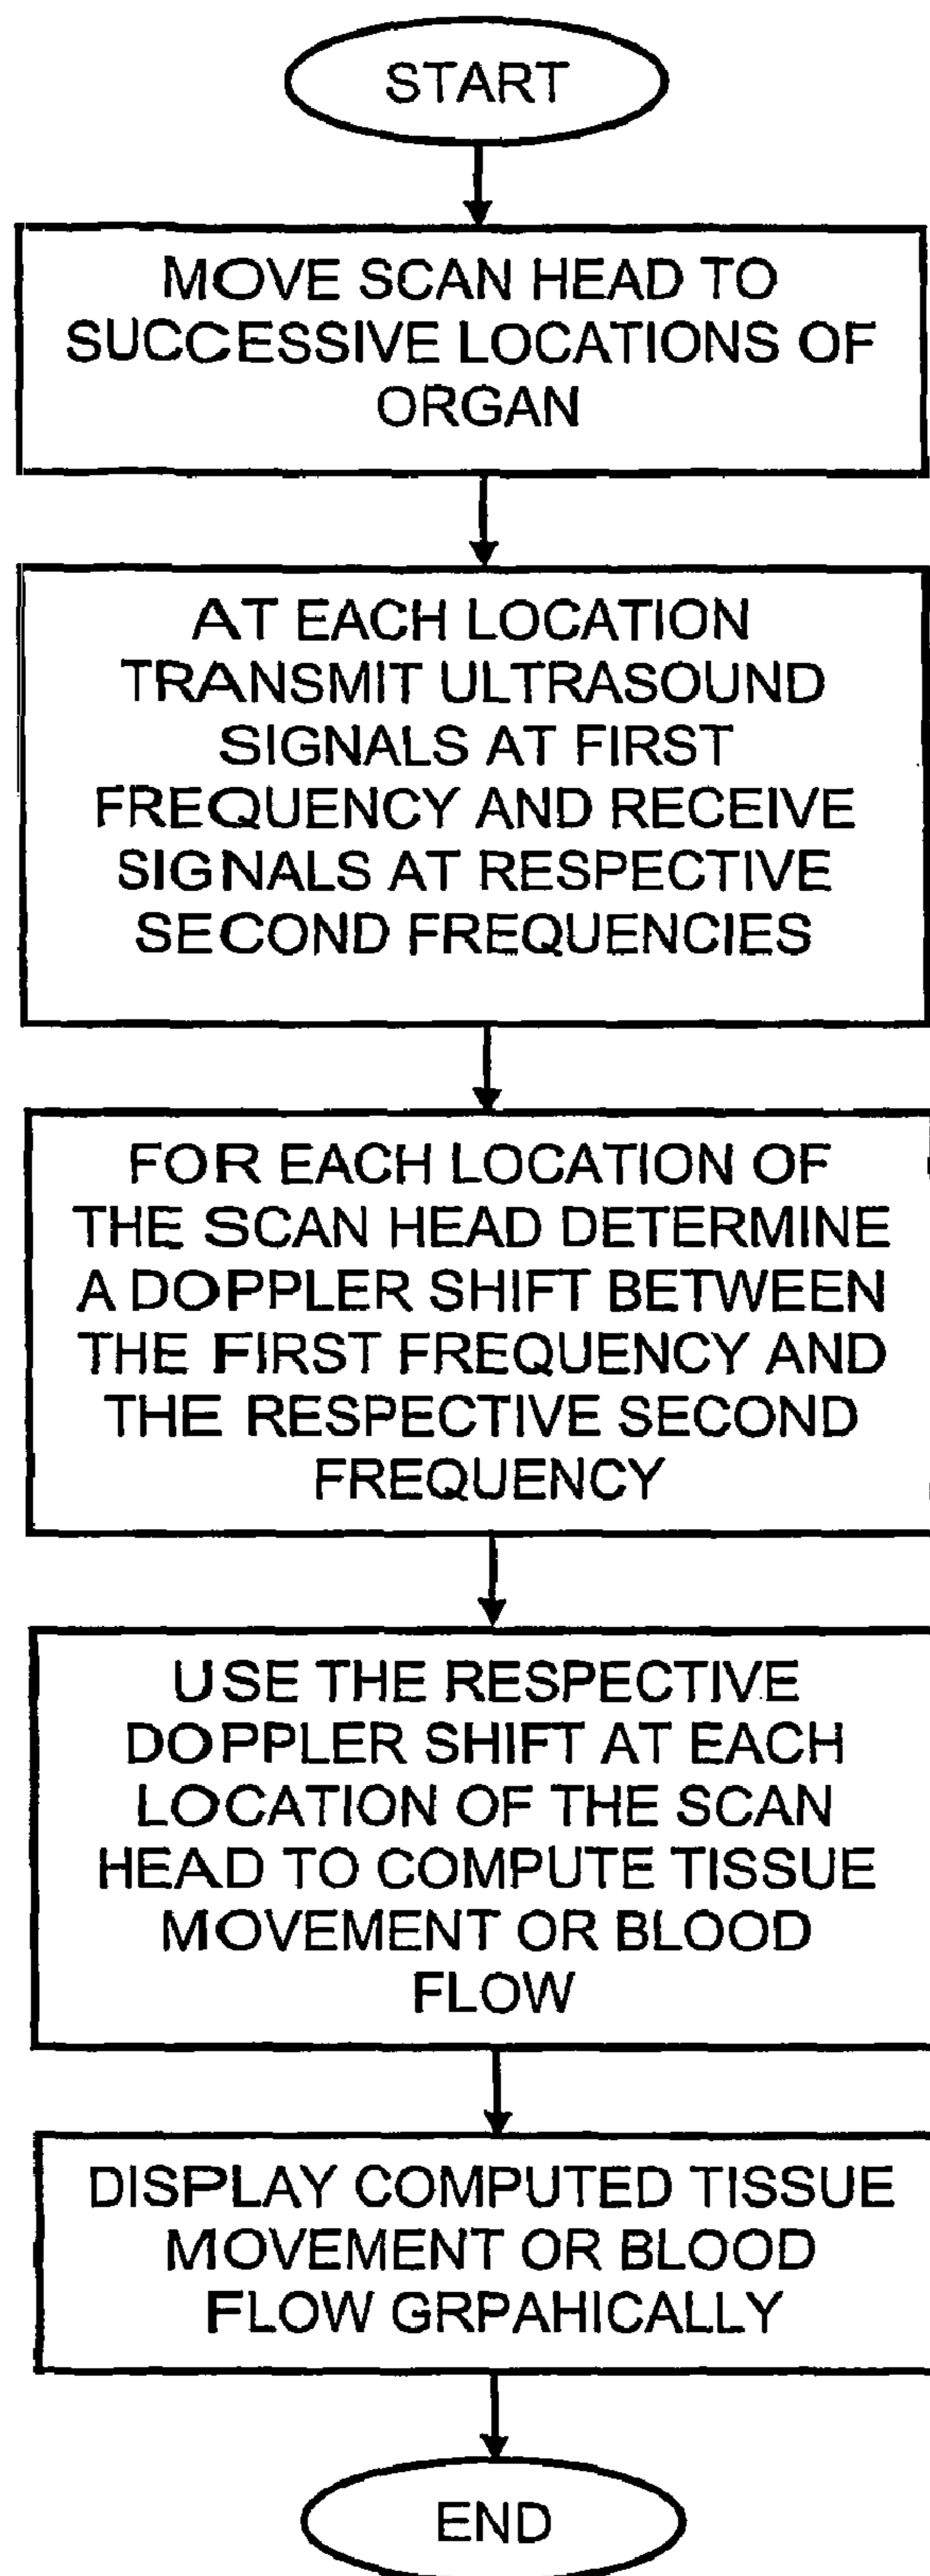 START
MOVE SCAN HEAD TO
SUCCESSIVE LOCATIONS OF
ORGAN
AT EACH LOCATION
TRANSMIT ULTRASOUND
SIGNALS AT FIRST
FREQUENCY AND RECEIVE
SIGNALS AT RESPECTIVE
SECOND FREQUENCIES
FOR EACH LOCATION OF
THE SCAN HEAD DETERMINE
A DOPPLER SHIFT BETWEEN
THE FIRST FREQUENCY AND
THE RESPECTIVE SECOND
FREQUENCY
USE THE RESPECTIVE
DOPPLER SHIFT AT EACH
LOCATION OF THE SCAN
HEAD TO COMPUTE TISSUE
MOVEMENT OR BLOOD
FLOW
DISPLAY COMPUTED TISSUE
MOVEMENT OR BLOOD
FLOW GRPAHICALLY
END